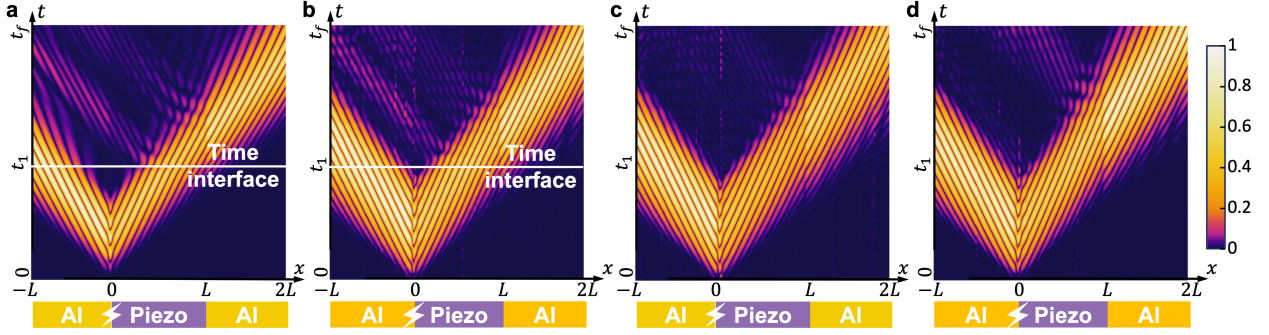 a t b t c t d t
t_f t_f t_f t_f 1
0.8
0.6
Time Time
t_1 interface t_1 interface t_1 t_1 0.4
0.2
0 x 0 x 0 x 0 x 0
−L 0 L 2L −L 0 L 2L −L 0 L 2L −L 0 L 2L
Al Piezo Al Al Piezo Al Al Piezo Al Al Piezo Al